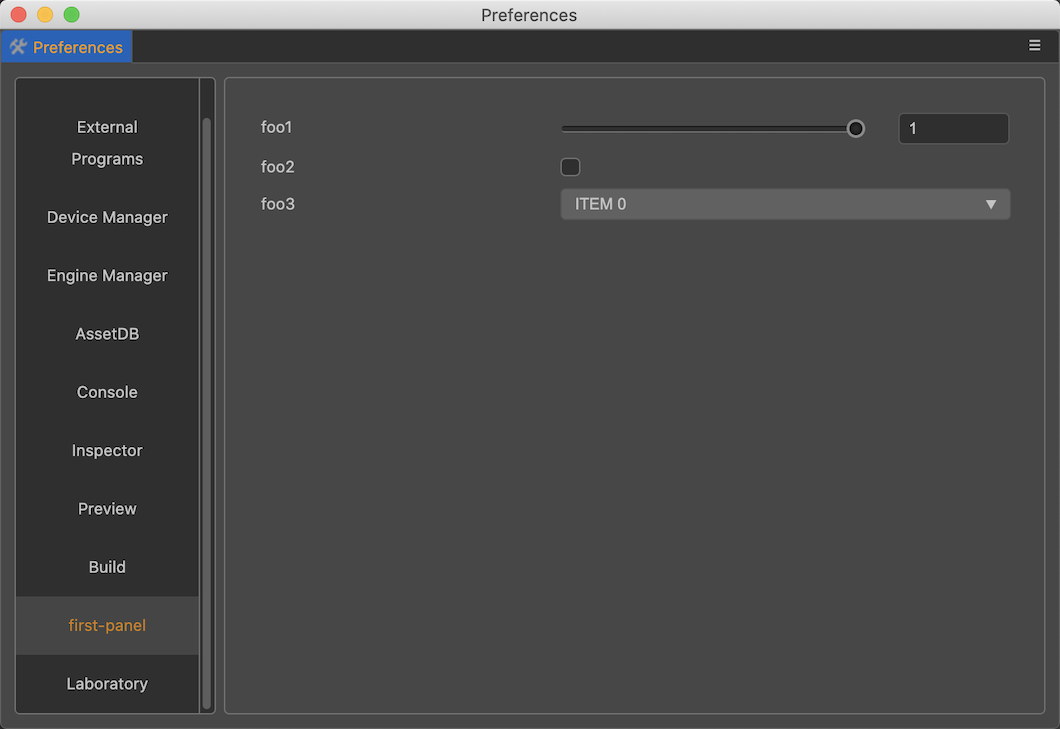 Preferences
Preferences
External
Programs
Device Manager
Engine Manager
AssetDB
Console
Inspector
Preview
Build
first-panel
Laboratory
foo1
1
foo2
foo3
ITEM 0